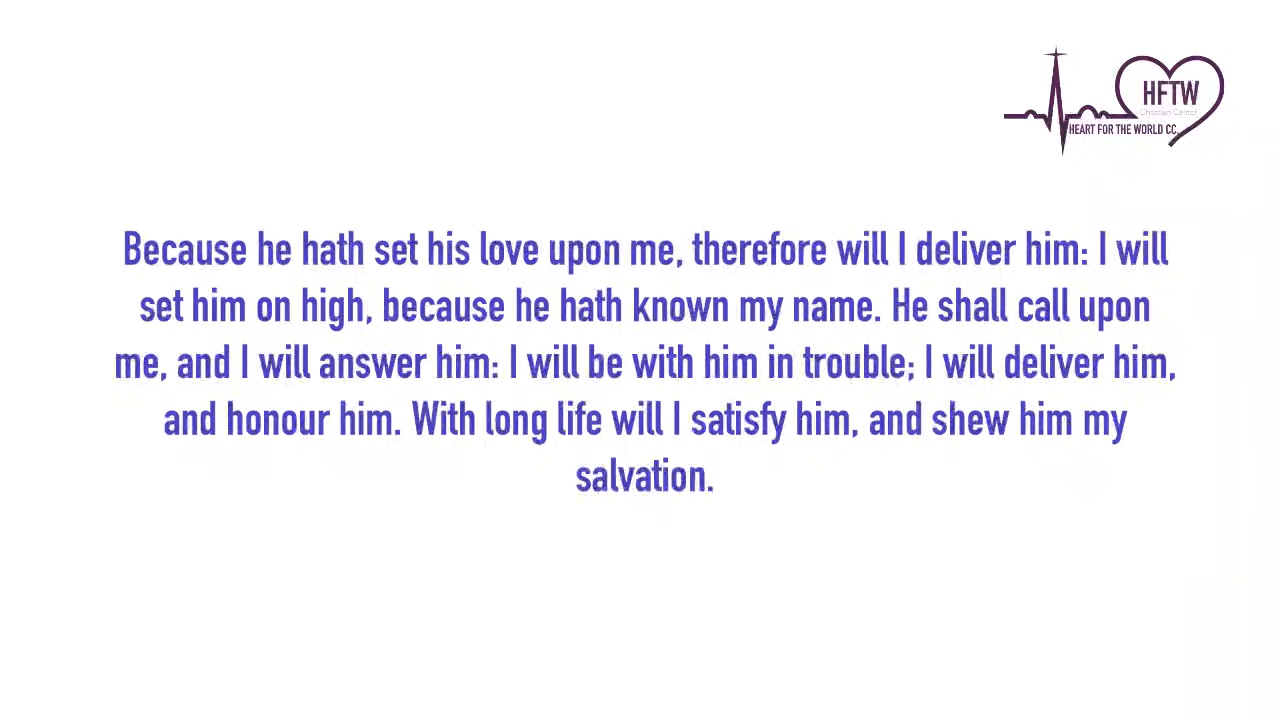 HFTW
Christian Center
HEART FOR THE WORLD CC.
Because he hath set his love upon me, therefore will I deliver him: I will
set him on high, because he hath known my name. He shall call upon
me, and I will answer him: I will be with him in trouble; I will deliver him,
and honour him. With long life will I satisfy him, and shew him my
salvation.